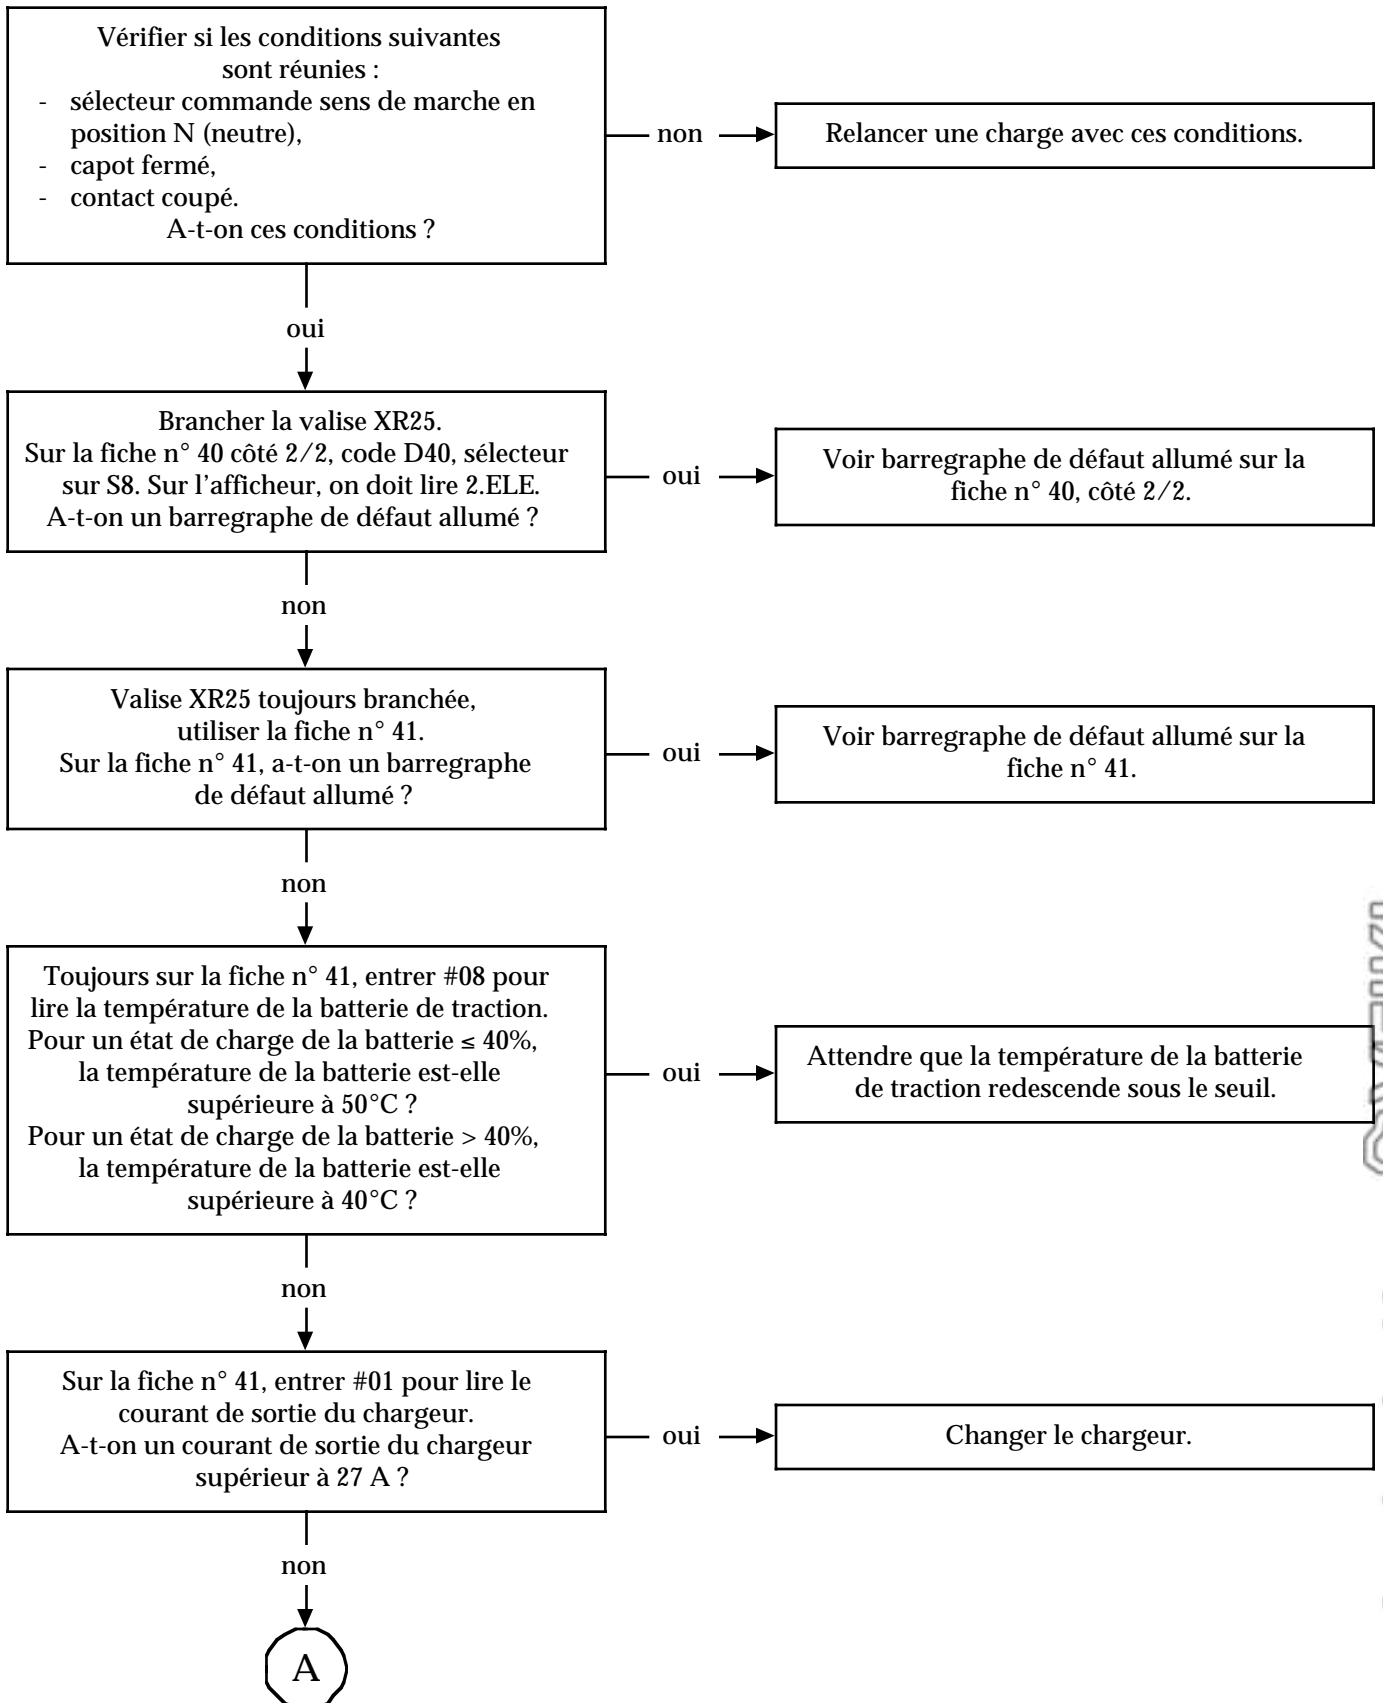 Vérifier si les conditions suivantes
sont réunies :
- sélecteur commande sens de marche en
position N (neutre),
- capot fermé,
- contact coupé.
A-t-on ces conditions ?
non
Relancer une charge avec ces conditions.
oui
Brancher la valise XR25.
Sur la fiche n° 40 côté 2/2, code D40, sélecteur
sur S8. Sur l'afficheur, on doit lire 2.ELE.
A-t-on un barregraphe de défaut allumé ?
oui
Voir barregraphe de défaut allumé sur la
fiche n° 40, côté 2/2.
non
Valise XR25 toujours branchée,
utiliser la fiche n° 41.
Sur la fiche n° 41, a-t-on un barregraphe
de défaut allumé ?
oui
Voir barregraphe de défaut allumé sur la
fiche n° 41.
non
Toujours sur la fiche n° 41, entrer #08 pour
lire la température de la batterie de traction.
Pour un état de charge de la batterie ≤ 40%,
la température de la batterie est-elle
supérieure à 50°C ?
Pour un état de charge de la batterie > 40%,
la température de la batterie est-elle
supérieure à 40°C ?
oui
Attendre que la température de la batterie
de traction redescende sous le seuil.
non
Sur la fiche n° 41, entrer #01 pour lire le
courant de sortie du chargeur.
A-t-on un courant de sortie du chargeur
supérieur à 27 A ?
oui
Changer le chargeur.
non
A